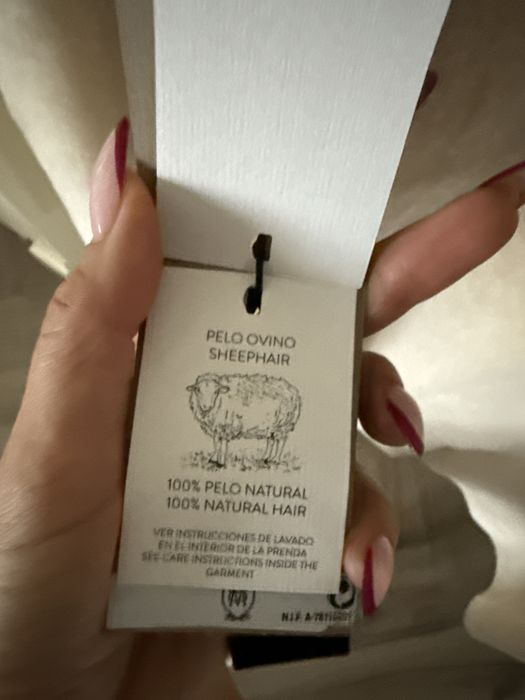 PELO OVINO
SHEEPHAIR
100% PELO NATURAL
100% NATURAL HAIR
VER INSTRUCCIONES DE LAVADO
EN EL INTERIOR DE LA PRENDA
SEE CARE INSTRUCTIONS INSIDE THE
GARMENT
N.I.F.